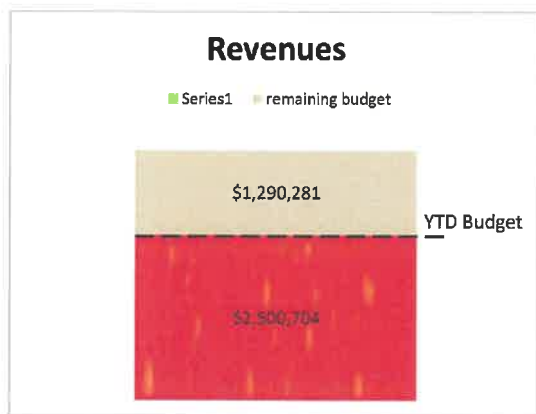 Revenues
Series1 remaining budget
$1,290,281
YTD Budget
$2,500,704